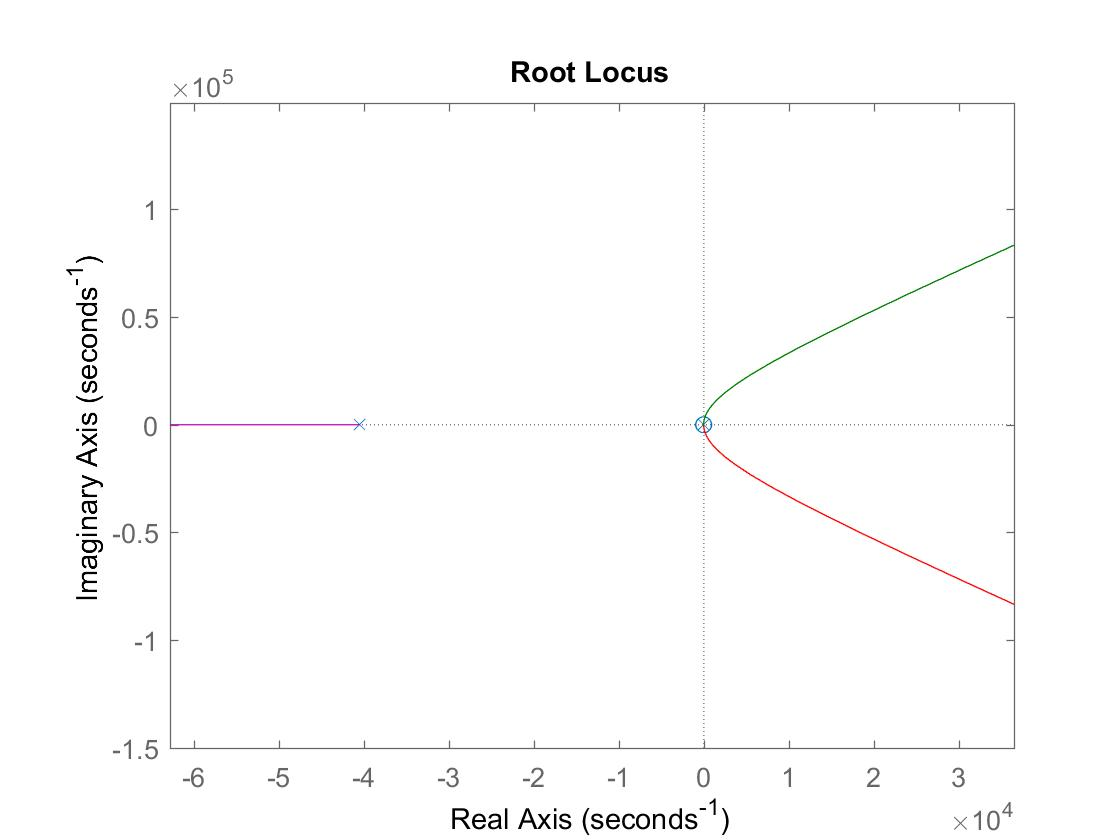 Root Locus
×10^5
1
0.5
0
-0.5
-1
-1.5
Imaginary Axis (seconds^-1)
-6 -5 -4 -3 -2 -1 0 1 2 3
Real Axis (seconds^-1)
×10^4